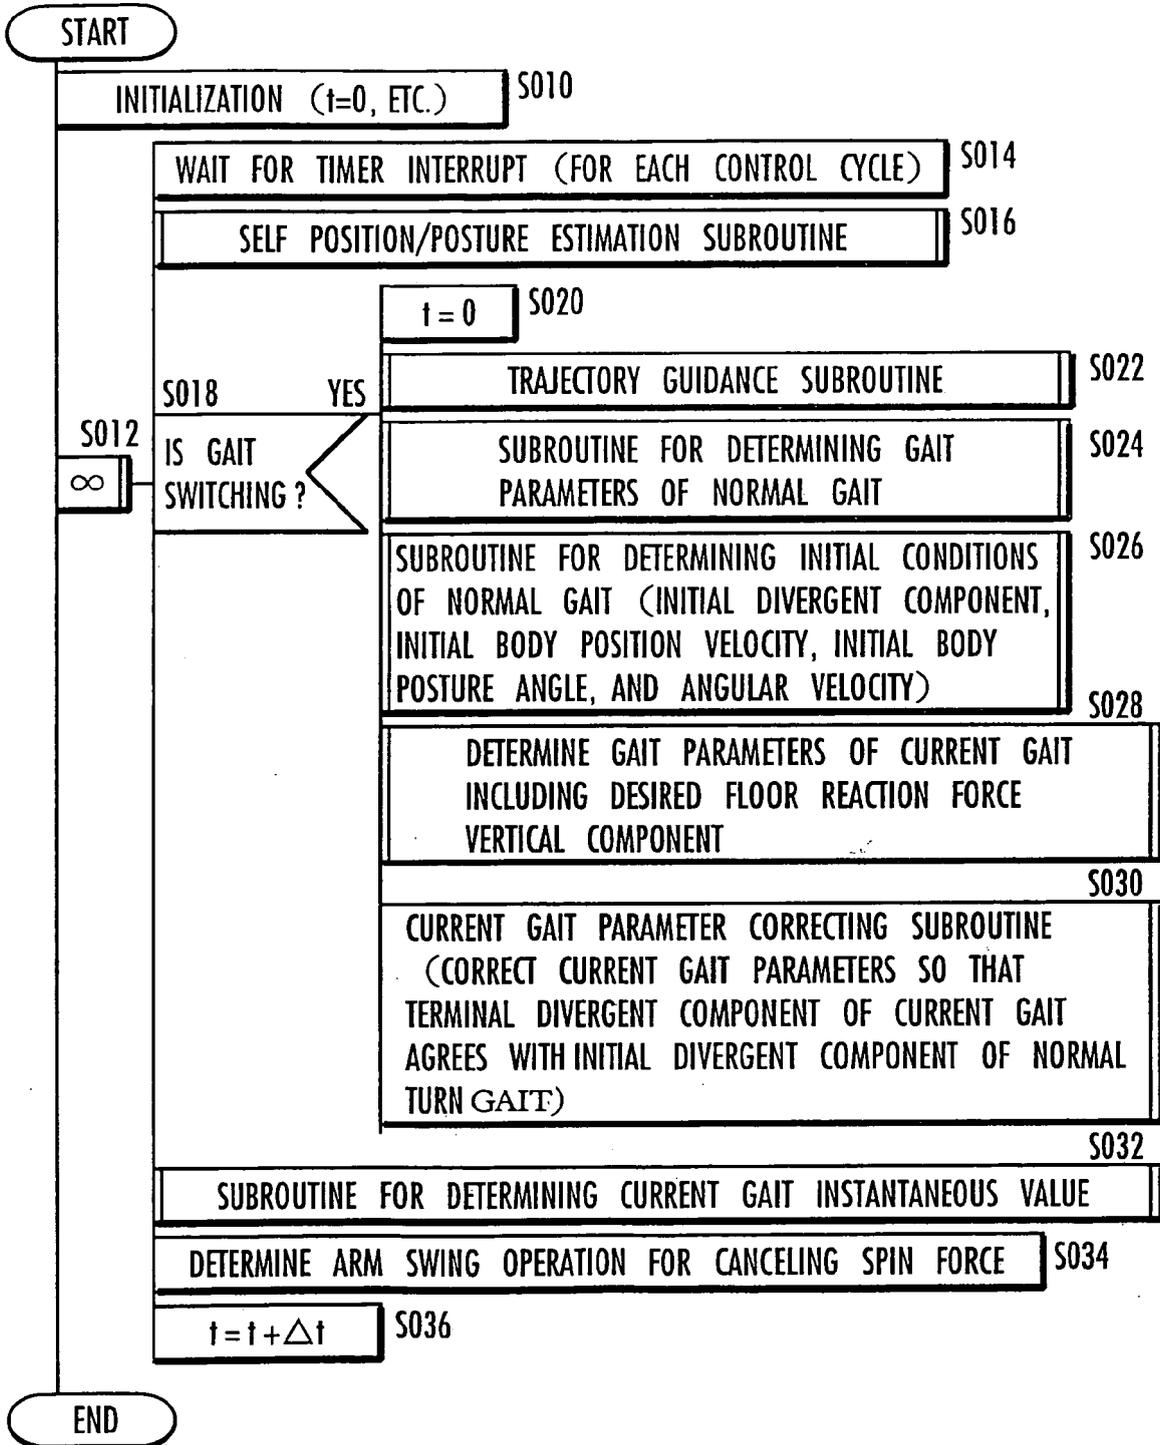 START
INITIALIZATION (t=0, ETC.) S010
WAIT FOR TIMER INTERRUPT (FOR EACH CONTROL CYCLE) S014
SELF POSITION/POSTURE ESTIMATION SUBROUTINE S016
t = 0 S020
TRAJECTORY GUIDANCE SUBROUTINE S022
S018 YES
S012
∞
IS GAIT
SWITCHING ?
SUBROUTINE FOR DETERMINING GAIT
PARAMETERS OF NORMAL GAIT
S024
SUBROUTINE FOR DETERMINING INITIAL CONDITIONS
OF NORMAL GAIT (INITIAL DIVERGENT COMPONENT,
INITIAL BODY POSITION VELOCITY, INITIAL BODY
POSTURE ANGLE, AND ANGULAR VELOCITY)
S026
S028
DETERMINE GAIT PARAMETERS OF CURRENT GAIT
INCLUDING DESIRED FLOOR REACTION FORCE
VERTICAL COMPONENT
S030
CURRENT GAIT PARAMETER CORRECTING SUBROUTINE
(CORRECT CURRENT GAIT PARAMETERS SO THAT
TERMINAL DIVERGENT COMPONENT OF CURRENT GAIT
AGREES WITH INITIAL DIVERGENT COMPONENT OF NORMAL
TURN GAIT)
S032
SUBROUTINE FOR DETERMINING CURRENT GAIT INSTANTANEOUS VALUE
DETERMINE ARM SWING OPERATION FOR CANCELING SPIN FORCE S034
t=t+△t S036
END